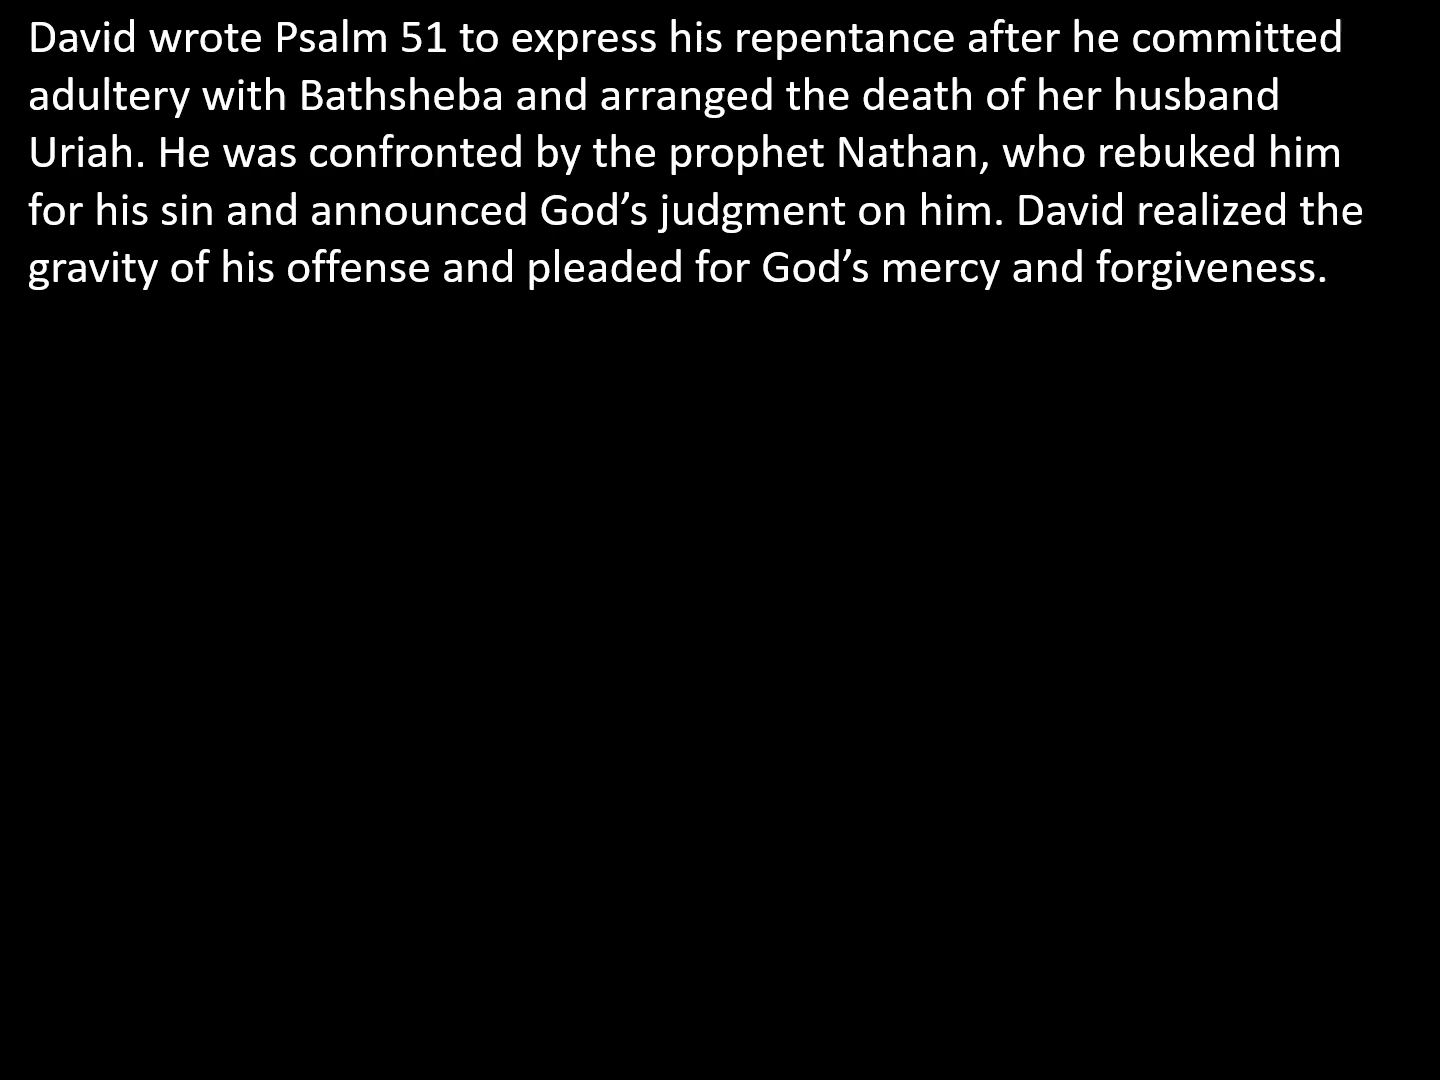 David wrote Psalm 51 to express his repentance after he committed
adultery with Bathsheba and arranged the death of her husband
Uriah. He was confronted by the prophet Nathan, who rebuked him
for his sin and announced God’s judgment on him. David realized the
gravity of his offense and pleaded for God’s mercy and forgiveness.